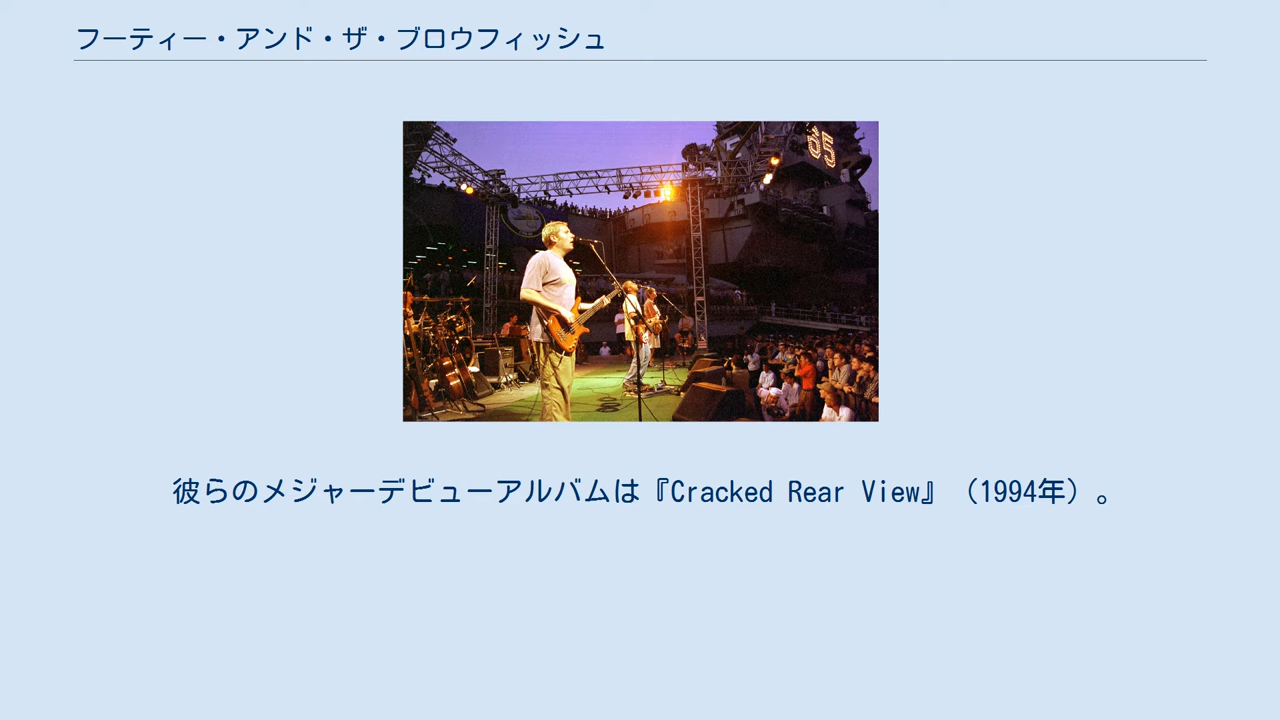 フーティー・アンド・ザ・ブロウフィッシュ
65
彼らのメジャーデビューアルバムは『Cracked Rear View』（1994年）。